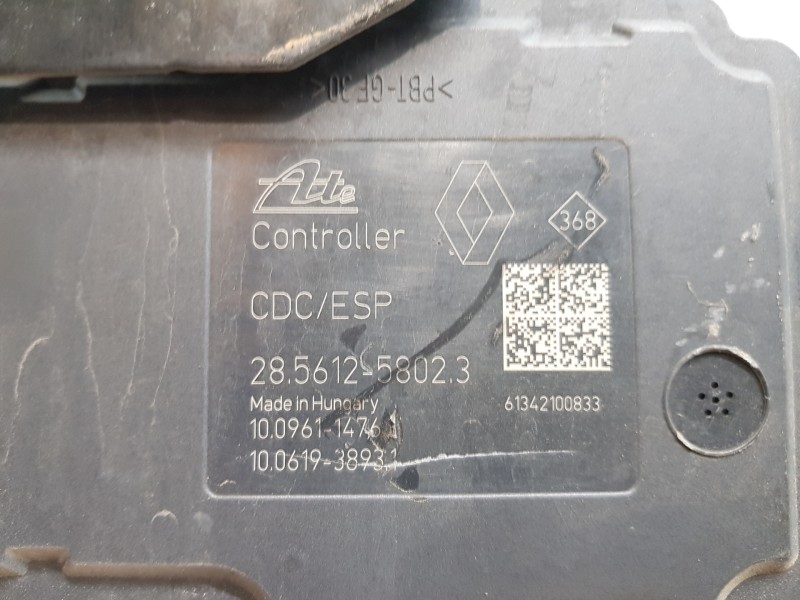 >PBT-GF30<
Ate
368
Controller
CDC/ESP
28.5612-5802.3
Made in Hungary
61342100833
10.0961-1476.
10.0619-3893.1